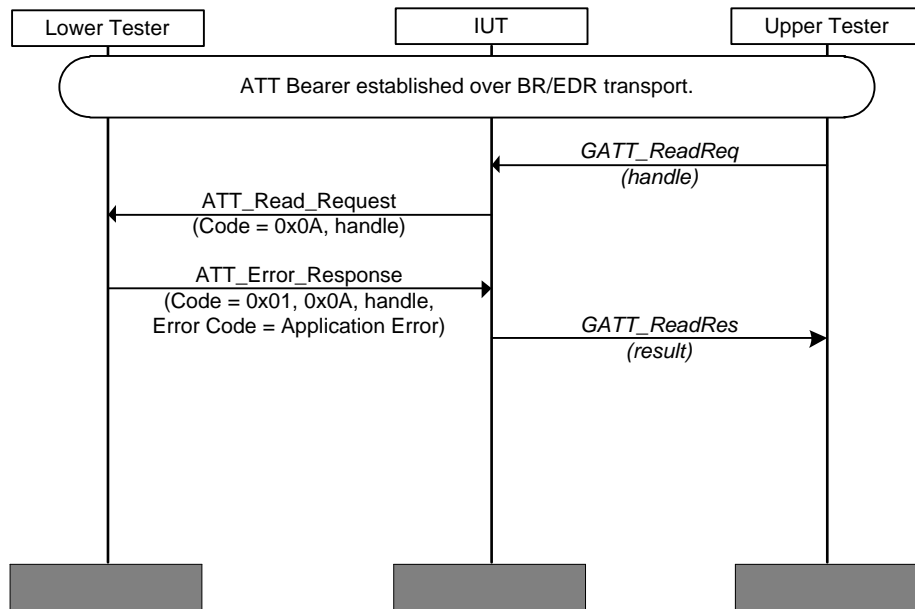 Lower Tester
IUT
Upper Tester
ATT Bearer established over BR/EDR transport.
GATT_ReadReq
(handle)
ATT_Read_Request
(Code = 0x0A, handle)
ATT_Error_Response
(Code = 0x01, 0x0A, handle,
Error Code = Application Error)
GATT_ReadRes
(result)